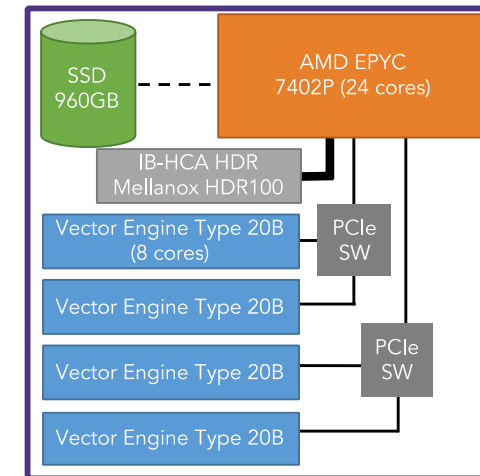 SSD
960GB
AMD EPYC
7402P (24 cores)
IB-HCA HDR
Mellanox HDR100
Vector Engine Type 20B
(8 cores)
PCIe
SW
Vector Engine Type 20B
PCIe
SW
Vector Engine Type 20B
Vector Engine Type 20B